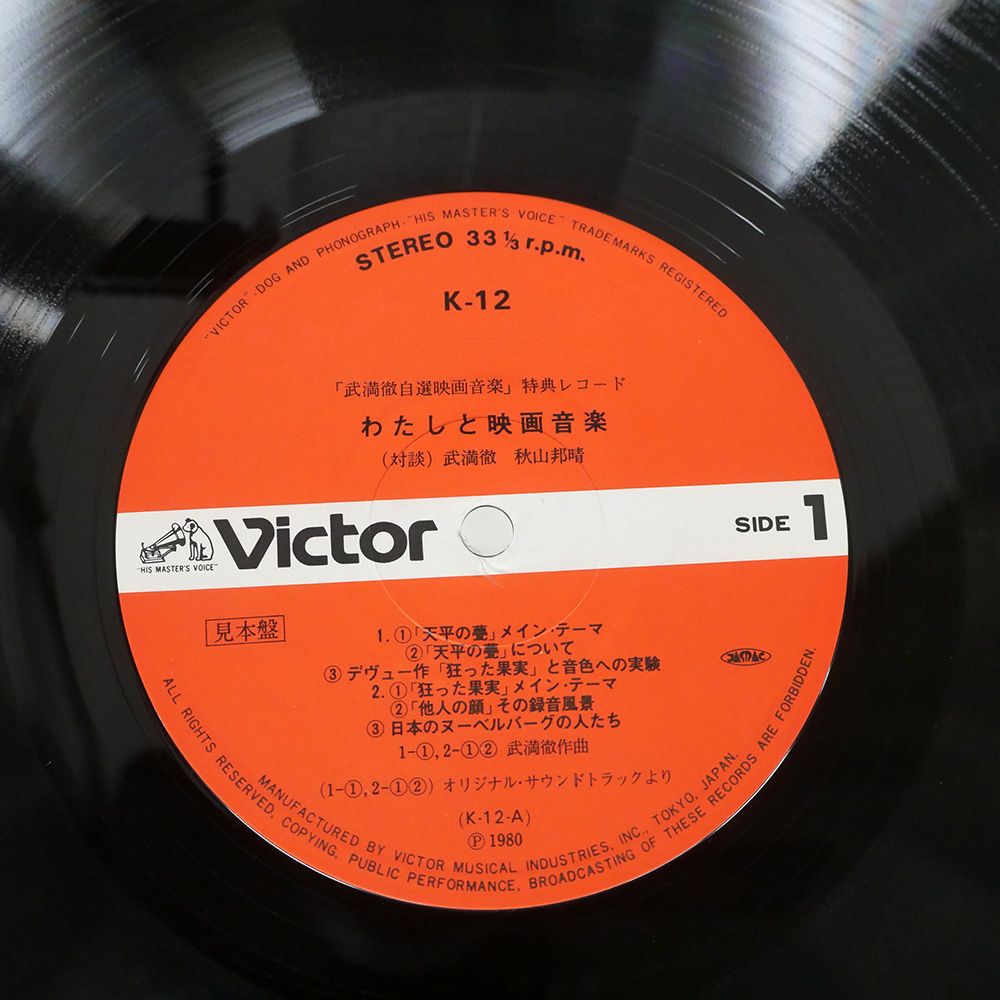 "VICTOR"-DOG AND PHONOGRAPH-"HIS MASTER'S VOICE" TRADEMARKS REGISTERED
STEREO 33 1/3 r.p.m.
K-12
「武満徹自選映画音楽」特典レコード
わたしと映画音楽
(対談) 武満徹 秋山邦晴
"HIS MASTER'S VOICE"
Victor
SIDE 1
見本盤
1. ①「天平の甍」メイン・テーマ
②「天平の甍」について
③ デヴュー作「狂った果実」と音色への実験
2. ①「狂った果実」メイン・テーマ
②「他人の顔」その録音風景
③ 日本のヌーベルバーグの人たち
1-①, 2-①② 武満徹作曲
(1-①, 2-①②) オリジナル・サウンドトラックより
(K-12-A)
Ⓟ 1980
JASRAC
MANUFACTURED BY VICTOR MUSICAL INDUSTRIES, INC., TOKYO, JAPAN.
ALL RIGHTS RESERVED, COPYING, PUBLIC PERFORMANCE, BROADCASTING OF THESE RECORDS ARE FORBIDDEN.